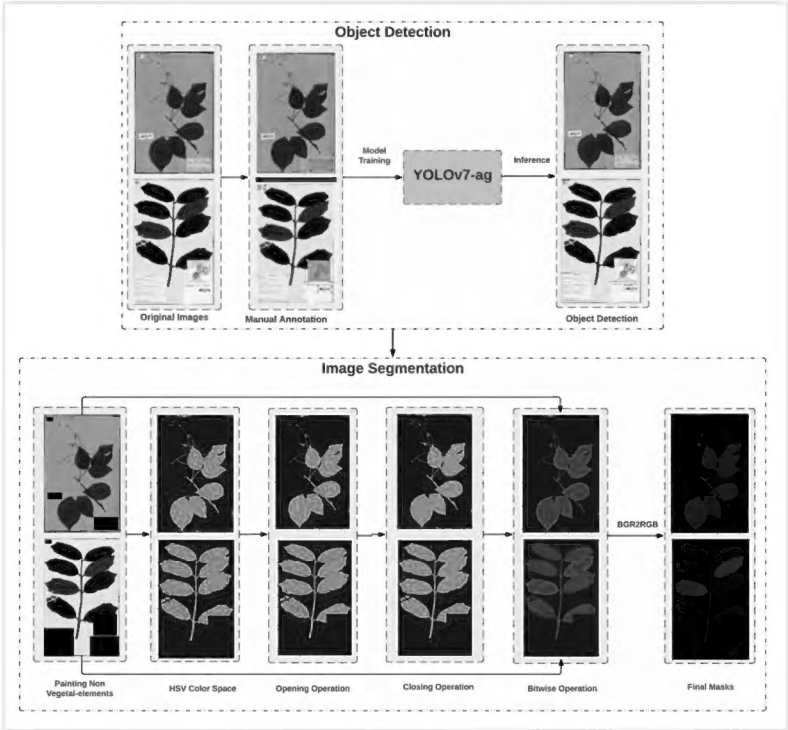 Object Detection
Model
Training
YOLOv7-ag
Inference
Original Images
Manual Annotation
Object Detection
Image Segmentation
BGR2RGB
Painting Non
Vegetal-elements
HSV Color Space
Opening Operation
Closing Operation
Bitwise Operation
Final Masks